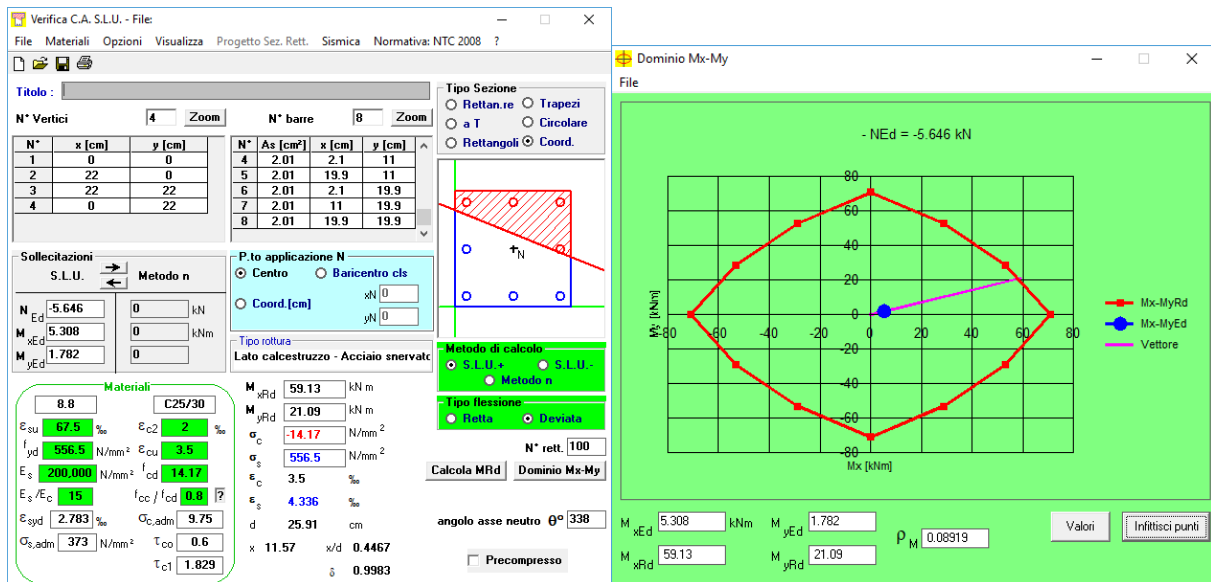 Verifica C.A. S.L.U. - File:
File Materiali Opzioni Visualizza Progetto Sez. Rett. Sismica Normativa: NTC 2008 ?
Titolo :
N° Vertici 4 Zoom N° barre 8 Zoom
N° x [cm] y [cm]
1 0 0
2 22 0
3 22 22
4 0 22
N° As [cm²] x [cm] y [cm]
4 2.01 2.1 11
5 2.01 19.9 11
6 2.01 2.1 19.9
7 2.01 11 19.9
8 2.01 19.9 19.9
Tipo Sezione
Rettan.re Trapezi
a T Circolare
Rettangoli Coord.
N
Sollecitazioni
S.L.U. Metodo n
N Ed -5.646 0 kN
M xEd 5.308 0 kNm
M yEd 1.782 0
P.to applicazione N
Centro Baricentro cls
Coord.[cm] xN 0
yN 0
Tipo rottura
Lato calcestruzzo - Acciaio snervato
Metodo di calcolo
S.L.U.+ S.L.U.-
Metodo n
Tipo flessione
Retta Deviata
N° rett. 100
Calcola MRd Dominio Mx-My
angolo asse neutro θ° 338
Precompresso
Materiali
8.8 C25/30
εsu 67.5 ‰ εc2 2 ‰
fyd 556.5 N/mm² εcu 3.5
Es 200,000 N/mm² fcd 14.17
Es /Ec 15 fcc / fcd 0.8 ?
εsyd 2.783 ‰ σc,adm 9.75
σs,adm 373 N/mm² τco 0.6
τc1 1.829
M xRd 59.13 kN m
M yRd 21.09 kN m
σc -14.17 N/mm²
σs 556.5 N/mm²
εc 3.5 ‰
εs 4.336 ‰
d 25.91 cm
x 11.57 x/d 0.4467
δ 0.9983
Dominio Mx-My
File
- NEd = -5.646 kN
80
60
40
20
0
-20
-40
-60
-80
-80 -60 -40 -20 0 20 40 60 80
Mx [kNm]
My [kNm]
Mx-MyRd
Mx-MyEd
Vettore
M xEd 5.308 kNm M yEd 1.782
M xRd 59.13 M yRd 21.09
ρ M 0.08919
Valori Infittisci punti